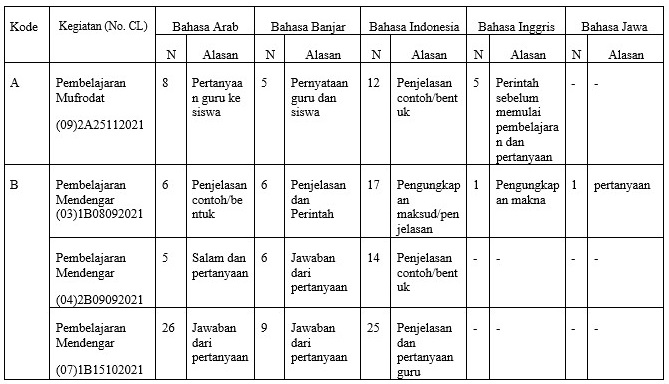 Kode Kegiatan (No. CL) Bahasa Arab Bahasa Banjar Bahasa Indonesia Bahasa Inggris Bahasa Jawa
N Alasan N Alasan N Alasan N Alasan N Alasan
A Pembelajaran 8 Pertanyaa 5 Pernyataan 12 Penjelasan 5 Perintah - -
Mufrodat n guru ke guru dan contoh/bent sebelum
siswa siswa uk memulai
(09)2A25112021 pembelajara
n dan
pertanyaan
B Pembelajaran 6 Penjelasan 6 Penjelasan 17 Pengungkap 1 Pengungkap 1 pertanyaan
Mendengar contoh/be dan an an makna
(03)1B08092021 ntuk Perintah maksud/pen
jelasan
Pembelajaran 5 Salam dan 6 Jawaban 14 Penjelasan - - - -
Mendengar pertanyaan dari contoh/bent
pertanyaan uk
(04)2B09092021
Pembelajaran 26 Jawaban 9 Jawaban 25 Penjelasan - - - -
Mendengar dari dari dan
pertanyaan pertanyaan pertanyaan
(07)1B15102021 guru